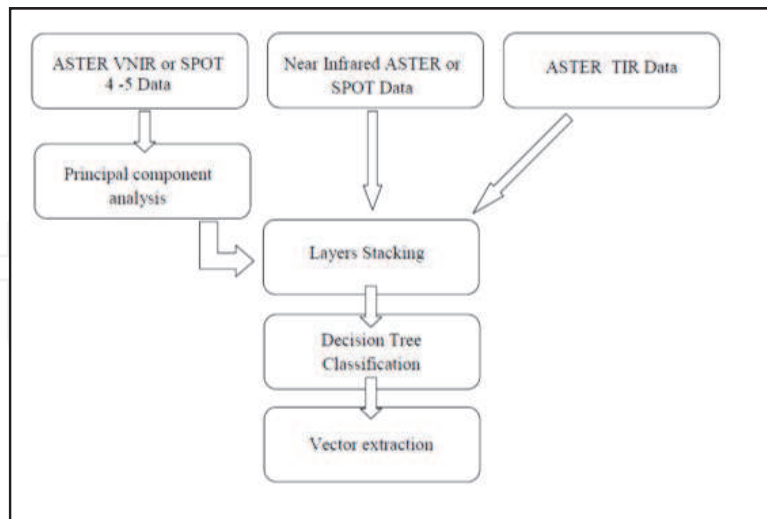 ASTER VNIR or SPOT
4 -5 Data
Near Infrared ASTER or
SPOT Data
ASTER TIR Data
Principal component
analysis
Layers Stacking
Decision Tree
Classification
Vector extraction